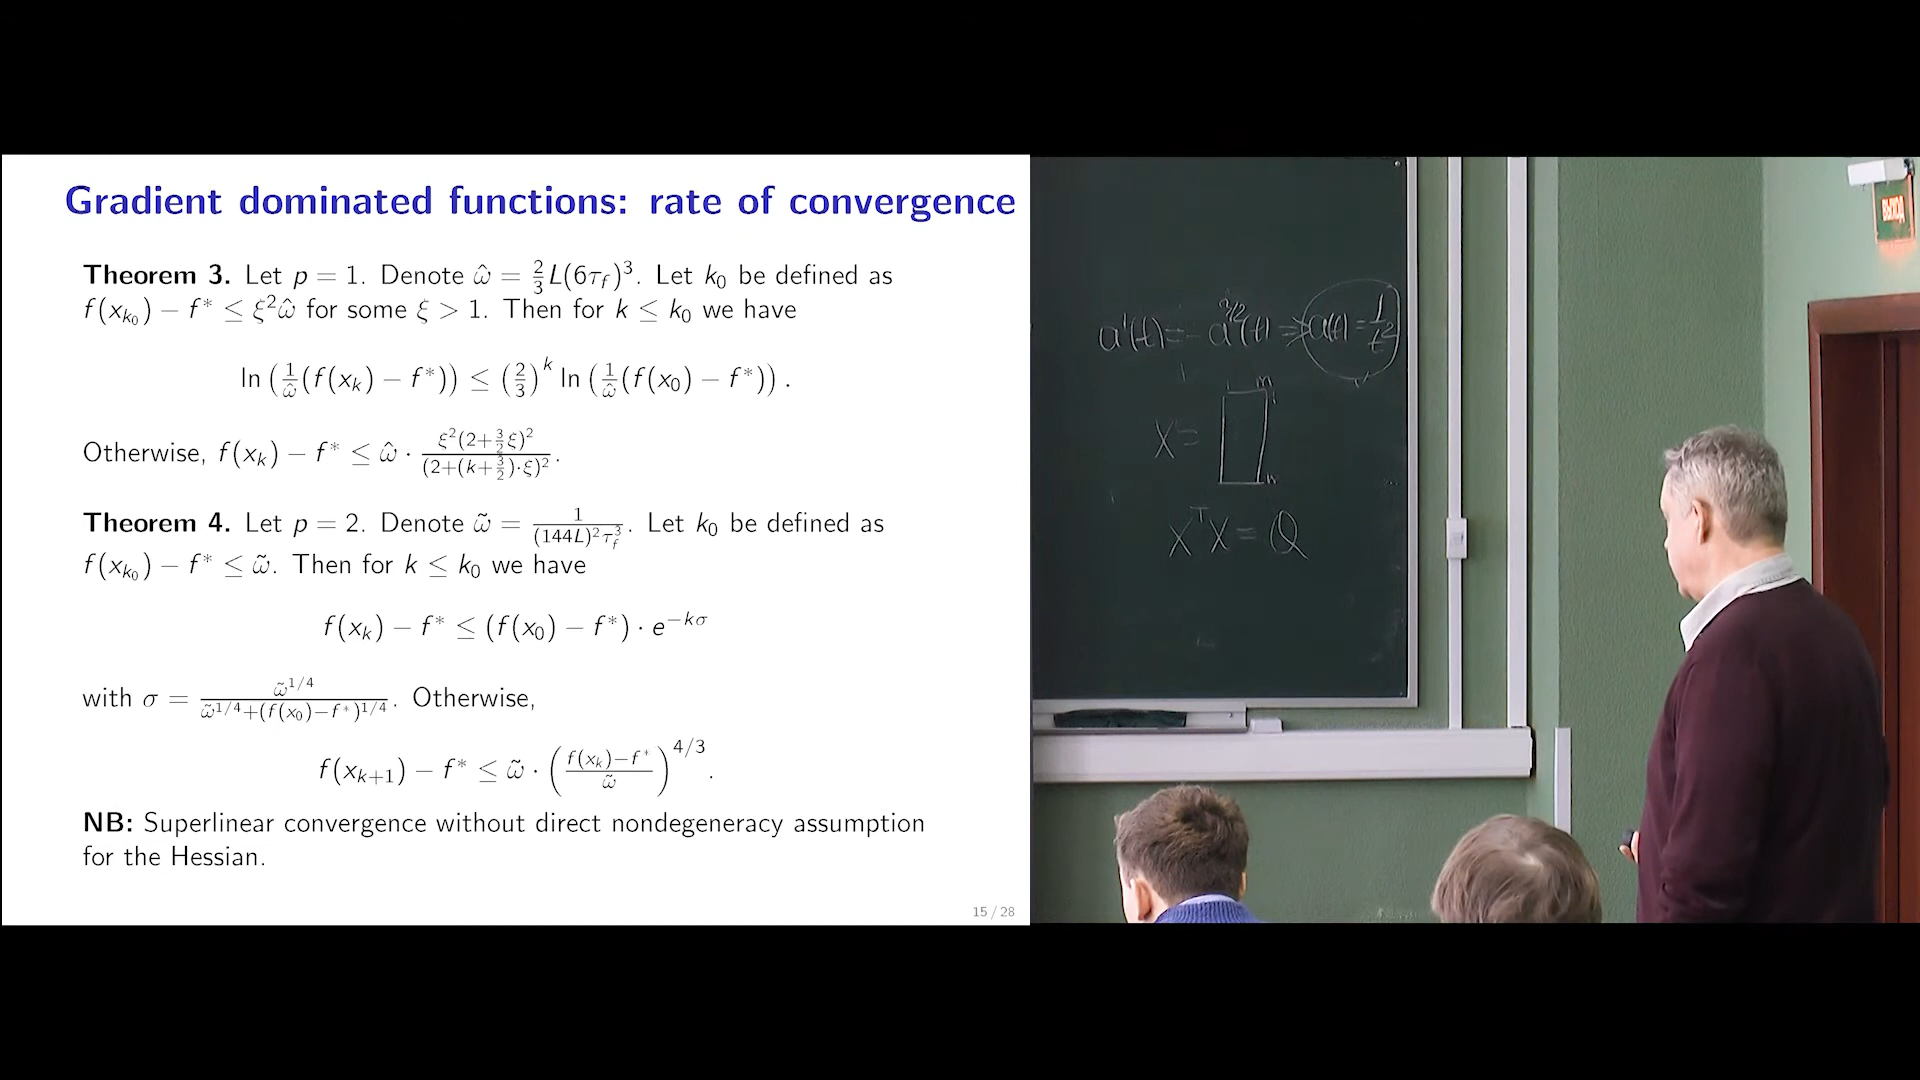 Gradient dominated functions: rate of convergence
Theorem 3. Let p = 1. Denote ω̂ = 2/3 L(6τ_f)^3. Let k_0 be defined as
f(x_{k_0}) − f* ≤ ξ^2 ω̂ for some ξ > 1. Then for k ≤ k_0 we have
ln (1/ω̂ (f(x_k) − f*)) ≤ (2/3)^k ln (1/ω̂ (f(x_0) − f*)).
Otherwise, f(x_k) − f* ≤ ω̂ · ξ^2(2+3/2 ξ)^2 / (2+(k+3/2)·ξ)^2.
Theorem 4. Let p = 2. Denote ω̃ = 1/((144L)^2 τ_f^3). Let k_0 be defined as
f(x_{k_0}) − f* ≤ ω̃. Then for k ≤ k_0 we have
f(x_k) − f* ≤ (f(x_0) − f*) · e^{−kσ}
with σ = ω̃^{1/4} / (ω̃^{1/4}+(f(x_0)−f*)^{1/4}). Otherwise,
f(x_{k+1}) − f* ≤ ω̃ · ((f(x_k)−f*)/ω̃)^{4/3}.
NB: Superlinear convergence without direct nondegeneracy assumption
for the Hessian.
15 / 28
a'(t) = − a^{3/2}(t) ⇒ a(t) = 1/t^2
m
X =
n
X^T X = Q
ВЫХОД